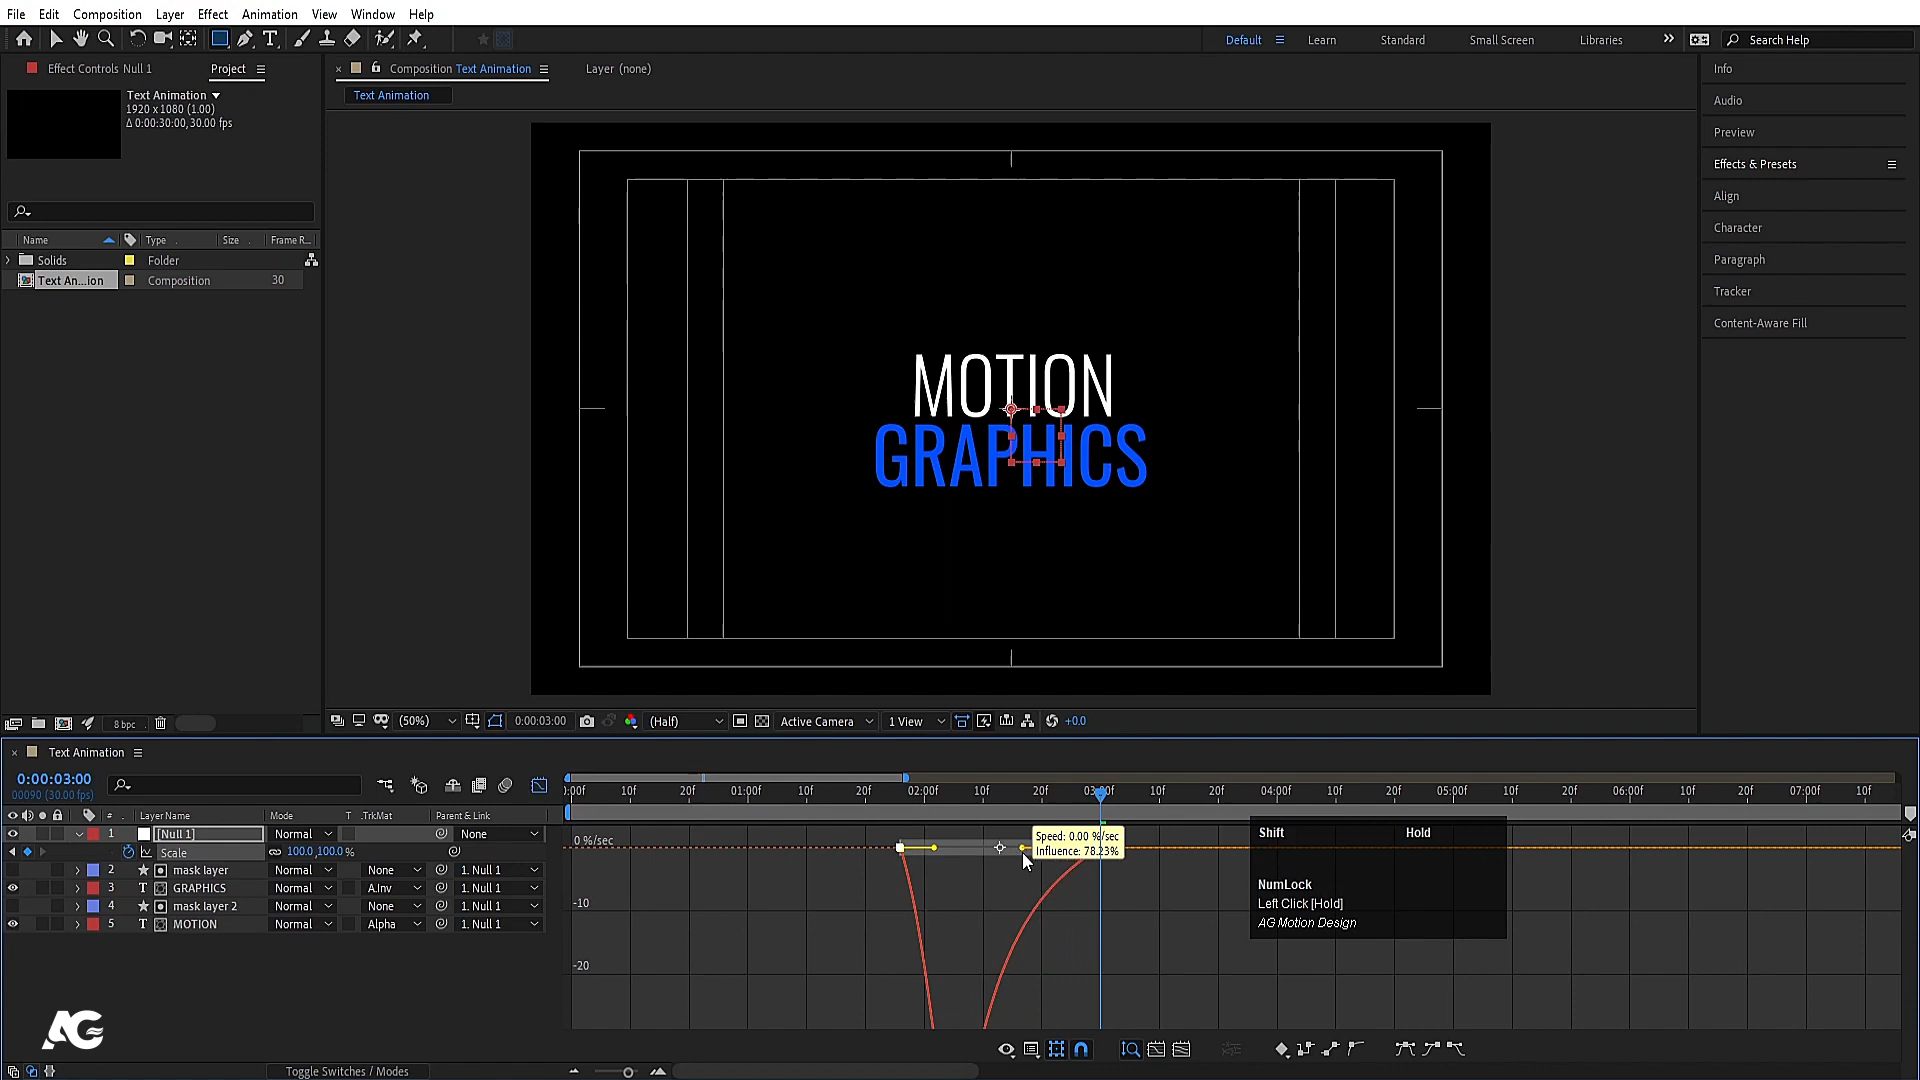 File Edit Composition Layer Effect Animation View Window Help
Default Learn Standard Small Screen Libraries Search Help
Effect Controls Null 1 Project
Composition Text Animation Layer (none)
Text Animation
Text Animation
1920 x 1080 (1.00)
Δ 0:00:30:00, 30.00 fps
Name Type Size Frame R...
Solids Folder
Text An...ion Composition 30
MOTION
GRAPHICS
Info
Audio
Preview
Effects & Presets
Align
Character
Paragraph
Tracker
Content-Aware Fill
8 bpc
(50%) 0:00:03:00 (Half) Active Camera 1 View +0.0
Text Animation
0:00:03:00
00090 (30.00 fps)
:00f 10f 20f 01:00f 10f 20f 02:00f 10f 20f 03:00f 10f 20f 04:00f 10f 20f 05:00f 10f 20f 06:00f 10f 20f 07:00f 10f
# Layer Name Mode T .TrkMat Parent & Link
1 [Null 1] Normal None
Scale 100.0,100.0 %
2 mask layer Normal None 1. Null 1
3 T GRAPHICS Normal A.Inv 1. Null 1
4 mask layer 2 Normal None 1. Null 1
5 T MOTION Normal Alpha 1. Null 1
0 %/sec
-10
-20
Speed: 0.00 %/sec
Influence: 78.23%
Shift Hold
NumLock
Left Click [Hold]
AG Motion Design
AG
Toggle Switches / Modes